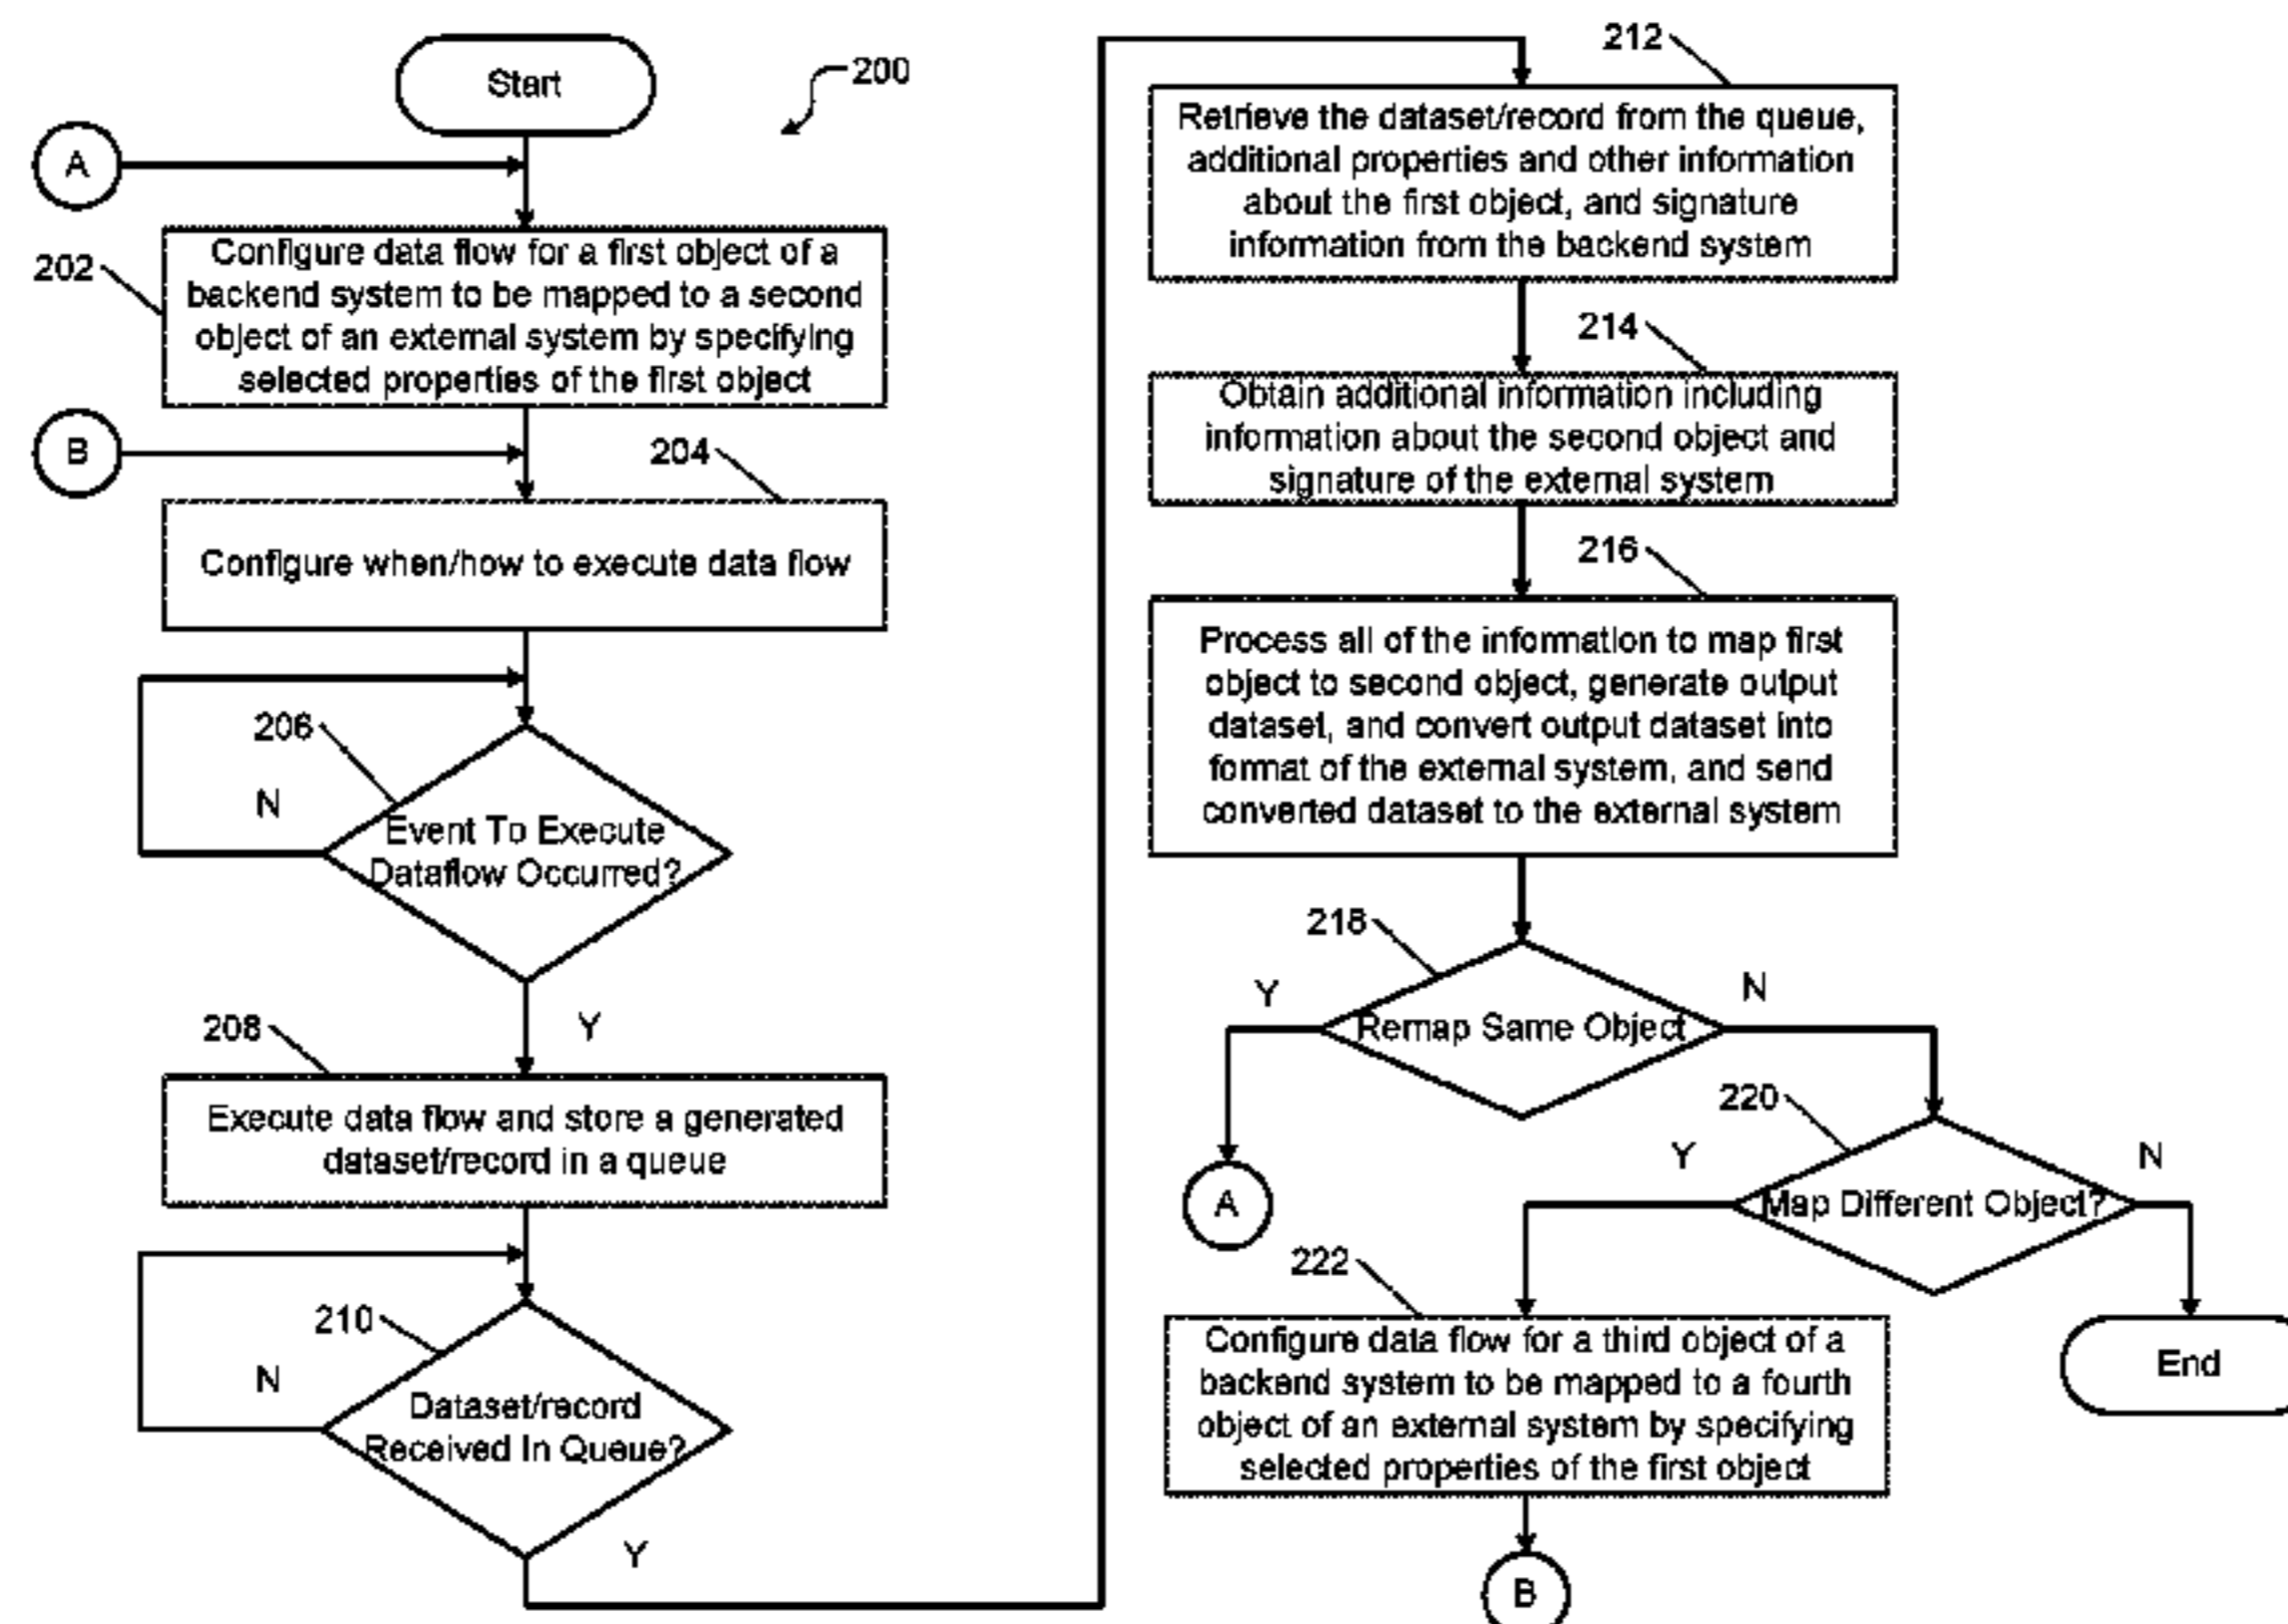 Start
200
A
202
Configure data flow for a first object of a
backend system to be mapped to a second
object of an external system by specifying
selected properties of the first object
B
204
Configure when/how to execute data flow
206
N
Event To Execute
Dataflow Occurred?
Y
208
Execute data flow and store a generated
dataset/record in a queue
210
N
Dataset/record
Received In Queue?
Y
212
Retrieve the dataset/record from the queue,
additional properties and other information
about the first object, and signature
information from the backend system
214
Obtain additional information including
information about the second object and
signature of the external system
216
Process all of the information to map first
object to second object, generate output
dataset, and convert output dataset into
format of the external system, and send
converted dataset to the external system
218
Y
N
Remap Same Object
220
Y
N
A
Map Different Object?
222
Configure data flow for a third object of a
backend system to be mapped to a fourth
object of an external system by specifying
selected properties of the first object
End
B